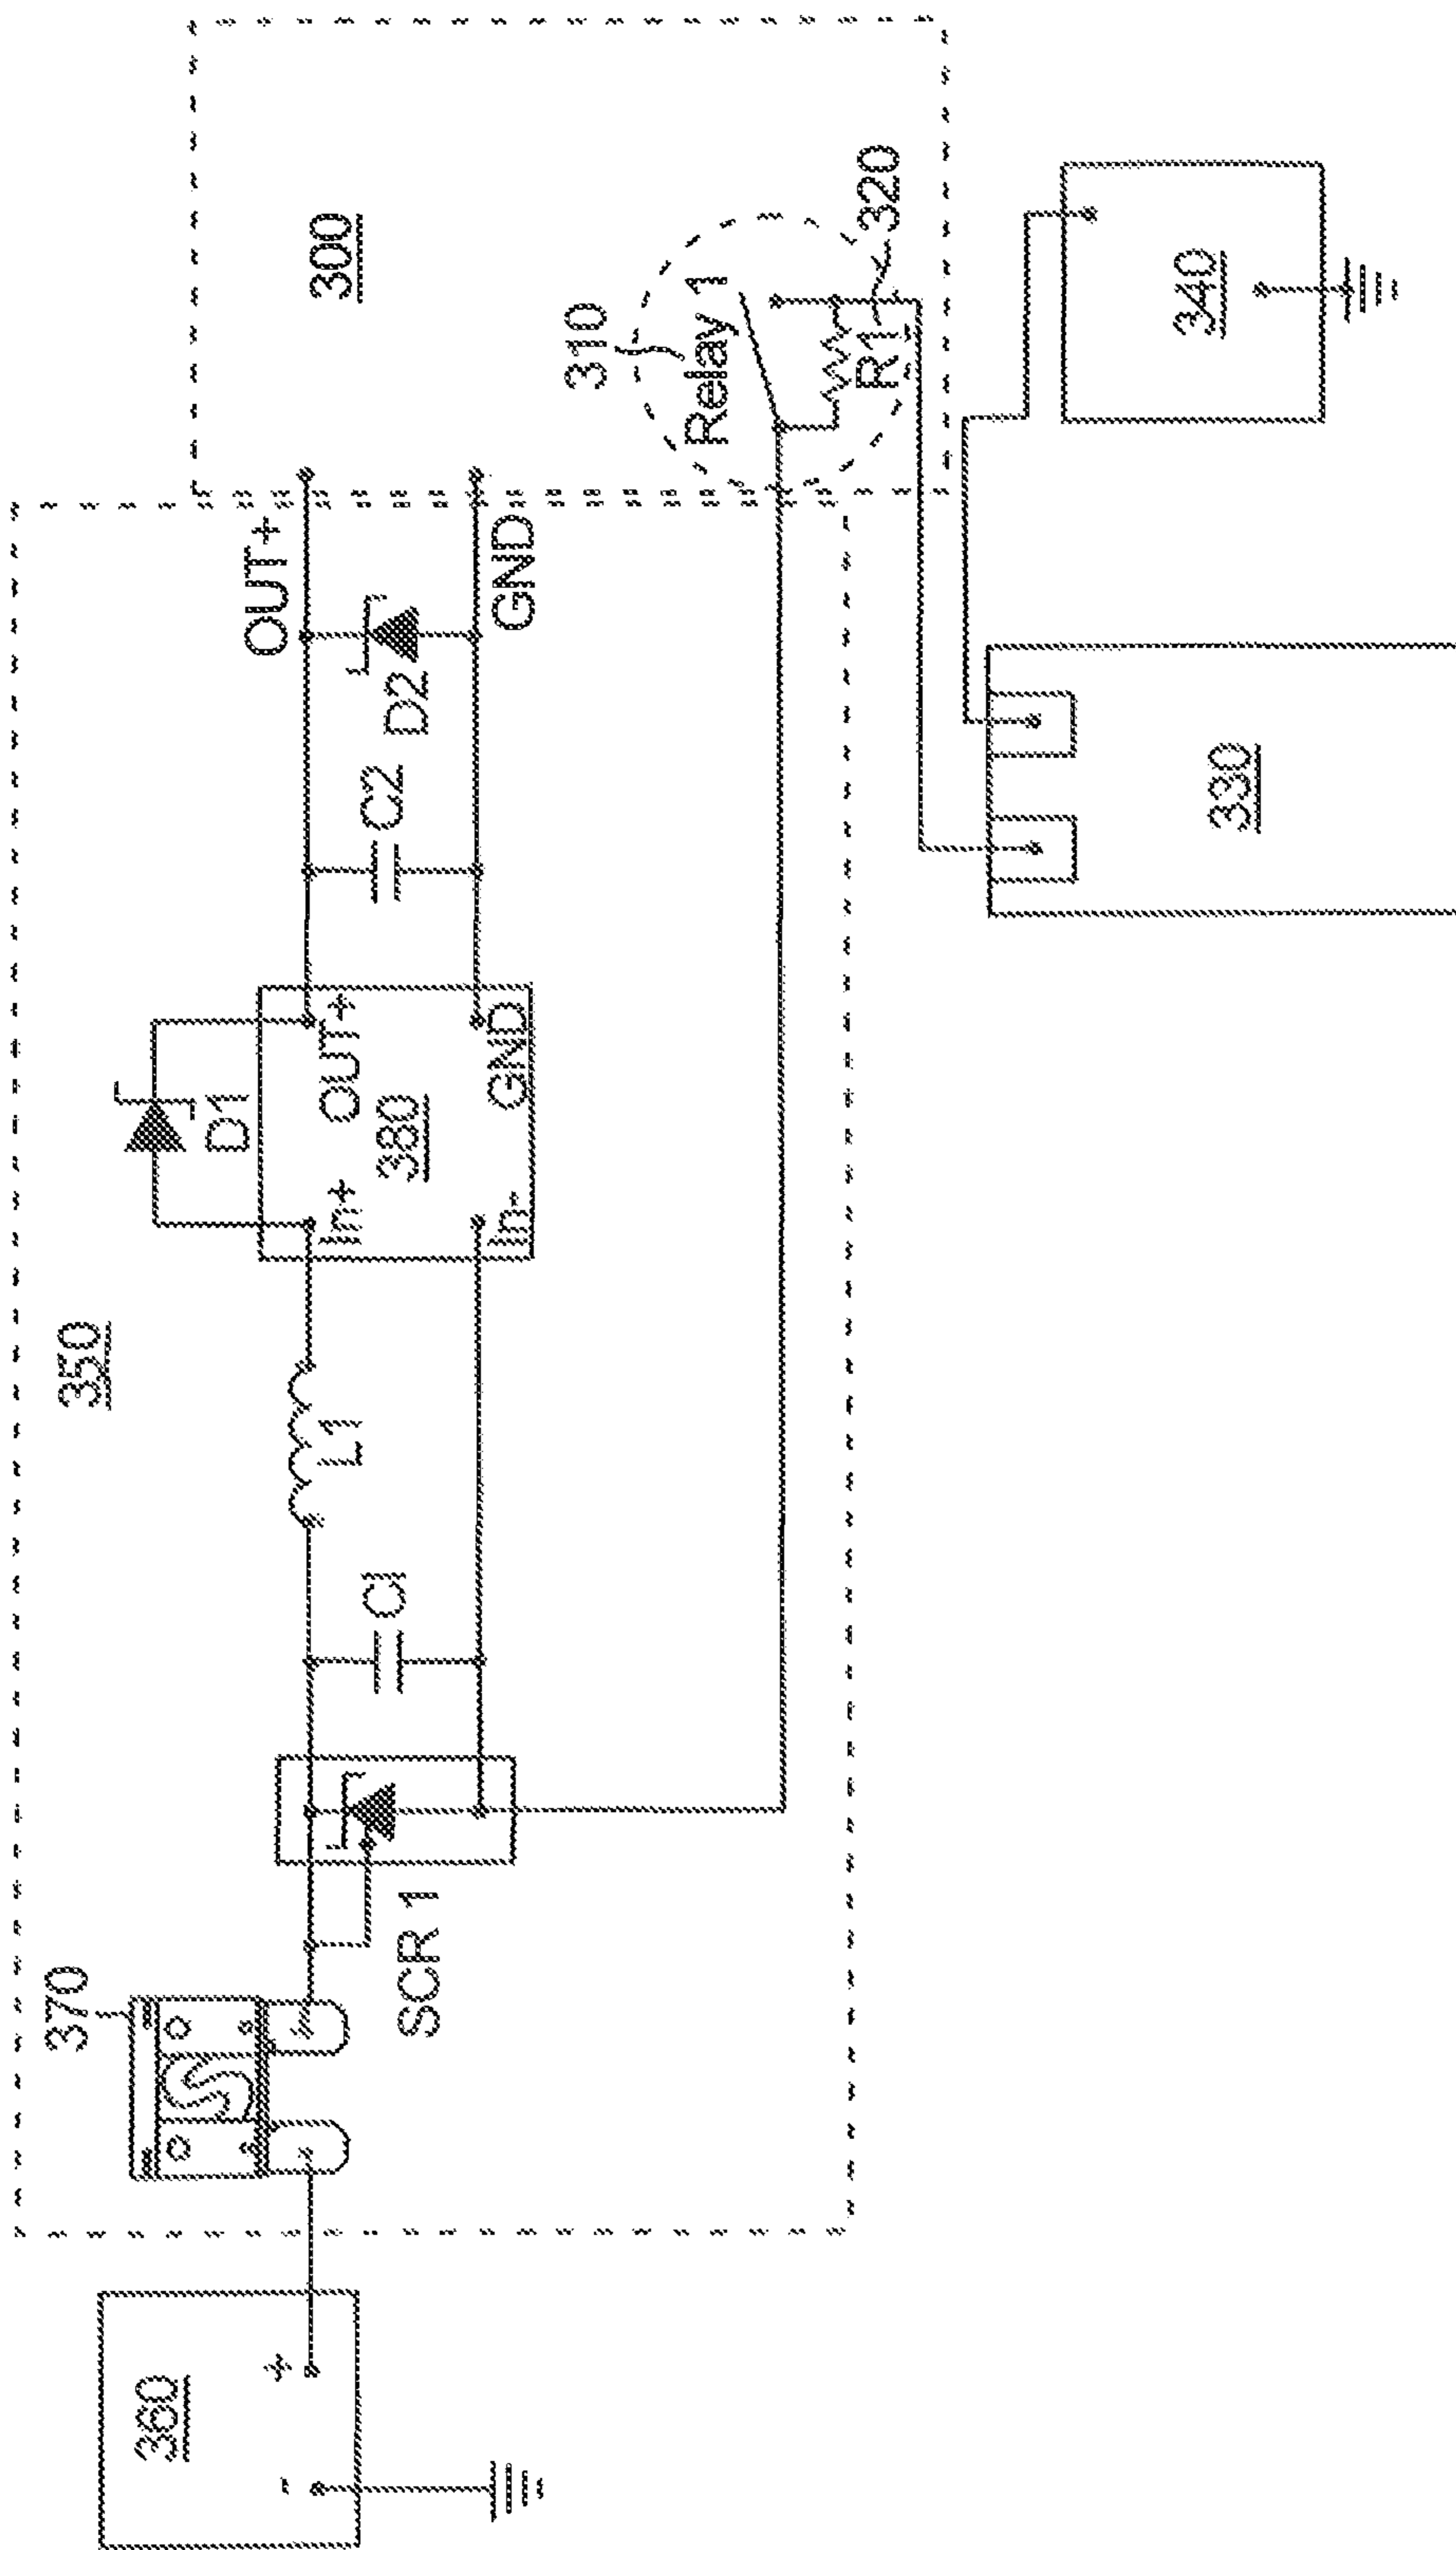 350
300
370
D1
OUT+
In+
OUT+
380
In-
GND
L1
C1
C2
D2
GND
SCR 1
360
+
-
310
Relay 1
R1
320
330
340